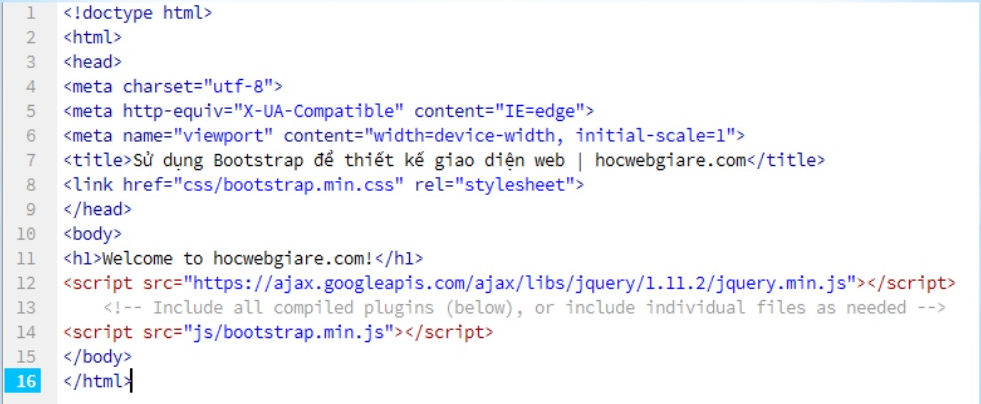 1 <!doctype html>
2 <html>
3 <head>
4 <meta charset="utf-8">
5 <meta http-equiv="X-UA-Compatible" content="IE=edge">
6 <meta name="viewport" content="width=device-width, initial-scale=1">
7 <title>Sử dụng Bootstrap để thiết kế giao diện web | hocwebgiare.com</title>
8 <link href="css/bootstrap.min.css" rel="stylesheet">
9 </head>
10 <body>
11 <h1>Welcome to hocwebgiare.com!</h1>
12 <script src="https://ajax.googleapis.com/ajax/libs/jquery/1.11.2/jquery.min.js"></script>
13 <!-- Include all compiled plugins (below), or include individual files as needed -->
14 <script src="js/bootstrap.min.js"></script>
15 </body>
16 </html>